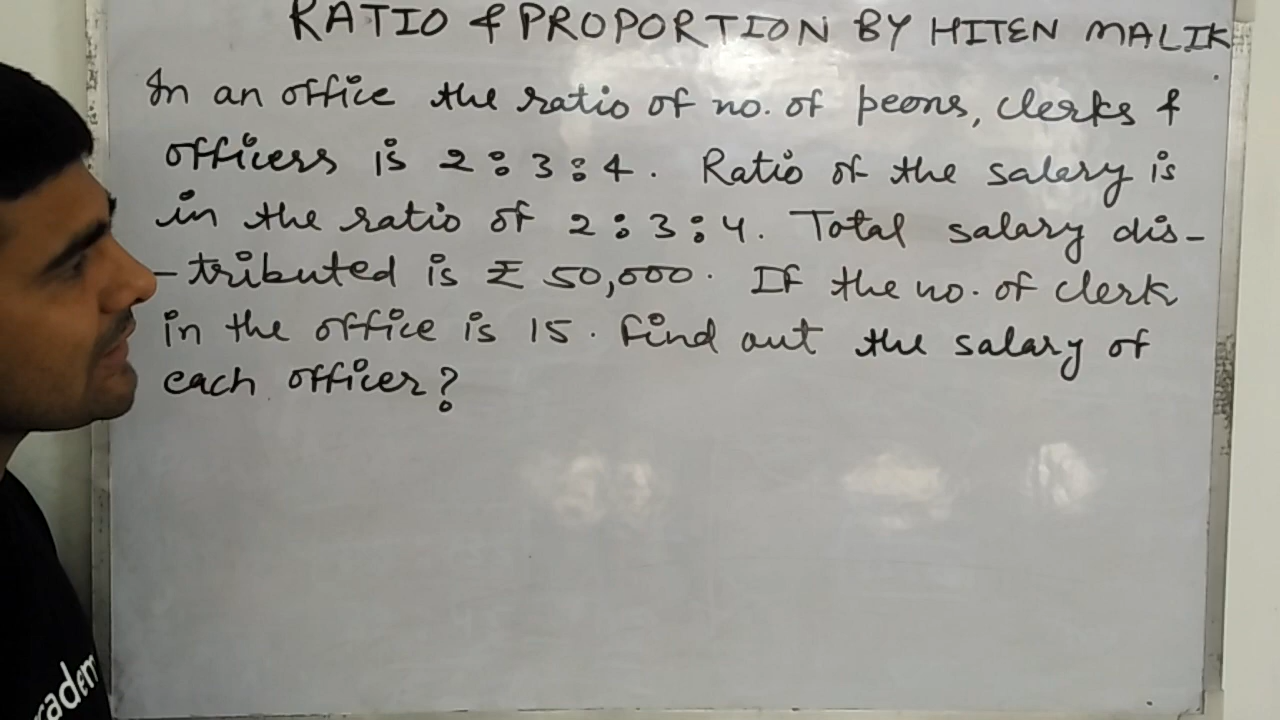 RATIO & PROPORTION BY HITEN MALIK
In an office the ratio of no. of peons, clerks &
officers is 2:3:4. Ratio of the salary is
in the ratio of 2:3:4. Total salary dis-
-tributed is ₹ 50,000. If the no. of clerk
in the office is 15. Find out the salary of
each officer?
radem